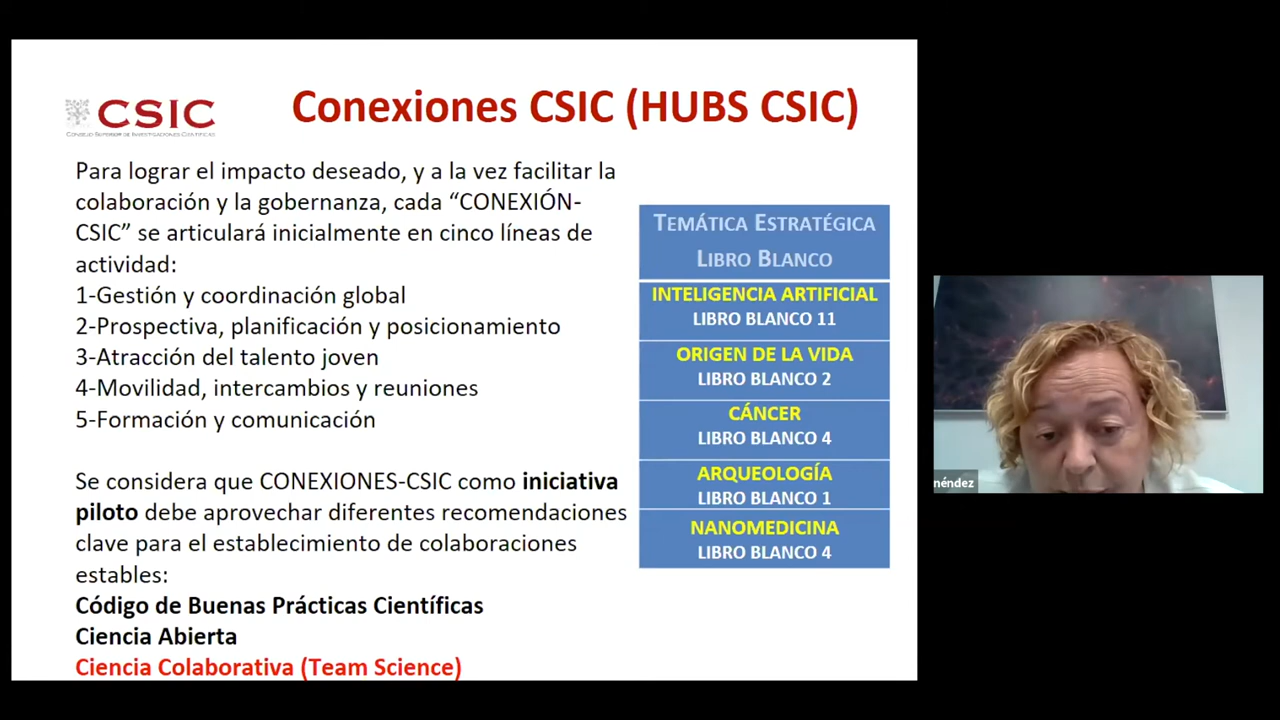 CSIC
CONSEJO SUPERIOR DE INVESTIGACIONES CIENTÍFICAS
Conexiones CSIC (HUBS CSIC)
Para lograr el impacto deseado, y a la vez facilitar la
colaboración y la gobernanza, cada “CONEXIÓN-
CSIC” se articulará inicialmente en cinco líneas de
actividad:
1-Gestión y coordinación global
2-Prospectiva, planificación y posicionamiento
3-Atracción del talento joven
4-Movilidad, intercambios y reuniones
5-Formación y comunicación
Se considera que CONEXIONES-CSIC como iniciativa
piloto debe aprovechar diferentes recomendaciones
clave para el establecimiento de colaboraciones
estables:
Código de Buenas Prácticas Científicas
Ciencia Abierta
Ciencia Colaborativa (Team Science)
TEMÁTICA ESTRATÉGICA
LIBRO BLANCO
INTELIGENCIA ARTIFICIAL
LIBRO BLANCO 11
ORIGEN DE LA VIDA
LIBRO BLANCO 2
CÁNCER
LIBRO BLANCO 4
ARQUEOLOGÍA
LIBRO BLANCO 1
NANOMEDICINA
LIBRO BLANCO 4
néndez